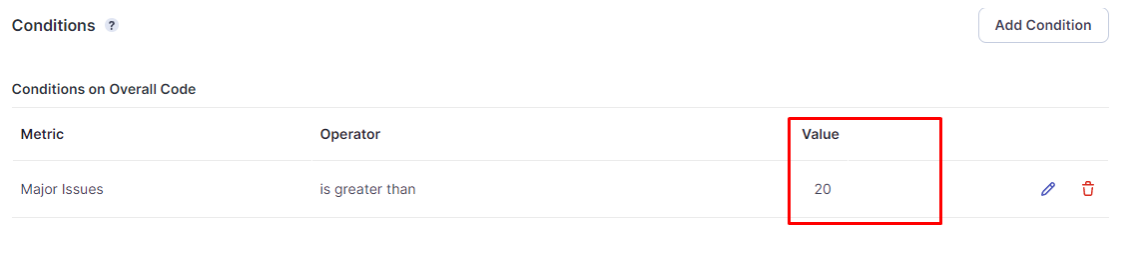 Conditions ?
Add Condition
Conditions on Overall Code
Metric Operator Value
Major Issues is greater than 20